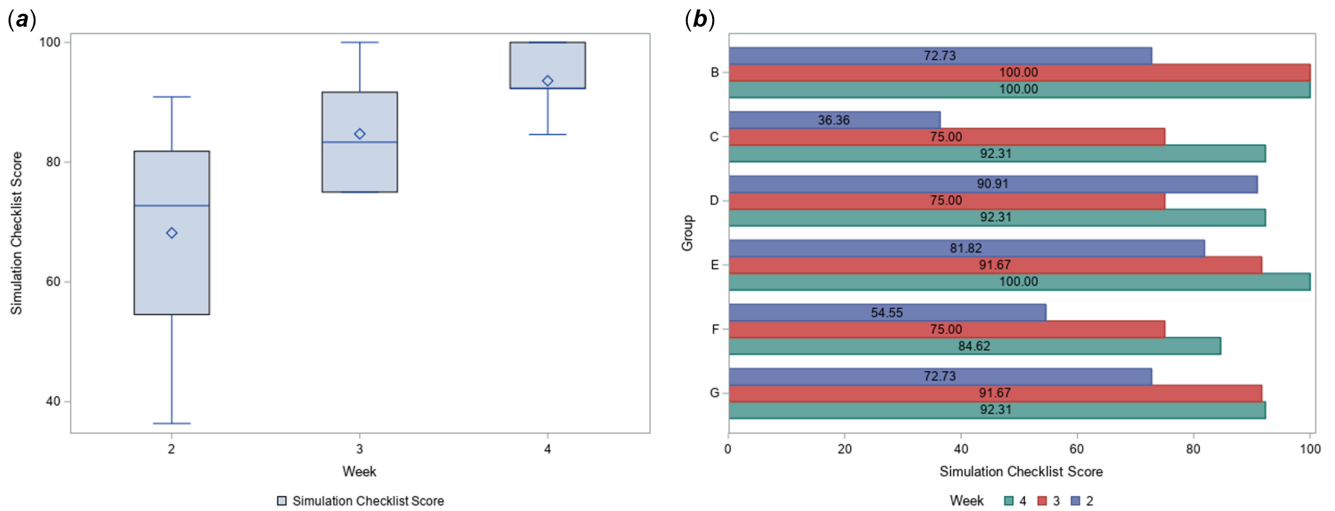 (a)
100
80
60
40
Simulation Checklist Score
2 3 4
Week
Simulation Checklist Score
(b)
Group
B
72.73
100.00
100.00
C
36.36
75.00
92.31
D
90.91
75.00
92.31
E
81.82
91.67
100.00
F
54.55
75.00
84.62
G
72.73
91.67
92.31
0 20 40 60 80 100
Simulation Checklist Score
Week 4 3 2